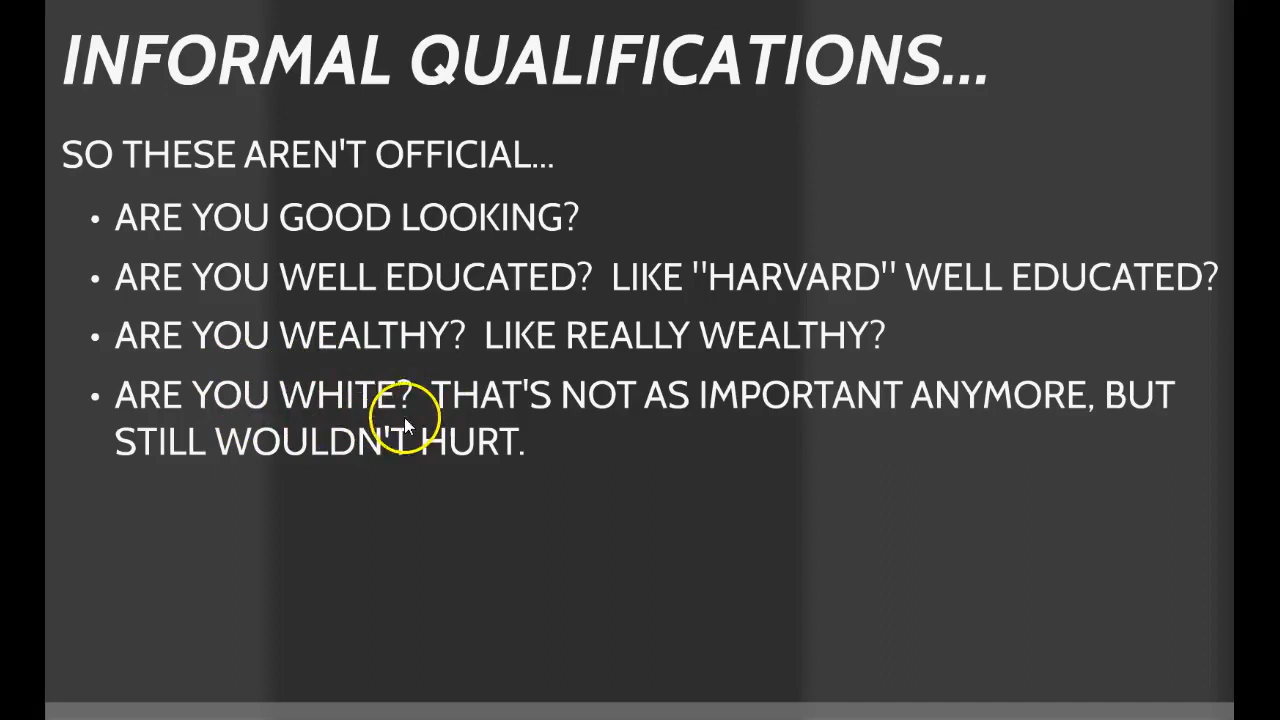 INFORMAL QUALIFICATIONS...
SO THESE AREN'T OFFICIAL...
• ARE YOU GOOD LOOKING?
• ARE YOU WELL EDUCATED?  LIKE "HARVARD" WELL EDUCATED?
• ARE YOU WEALTHY?  LIKE REALLY WEALTHY?
• ARE YOU WHITE?  THAT'S NOT AS IMPORTANT ANYMORE, BUT
STILL WOULDN'T HURT.